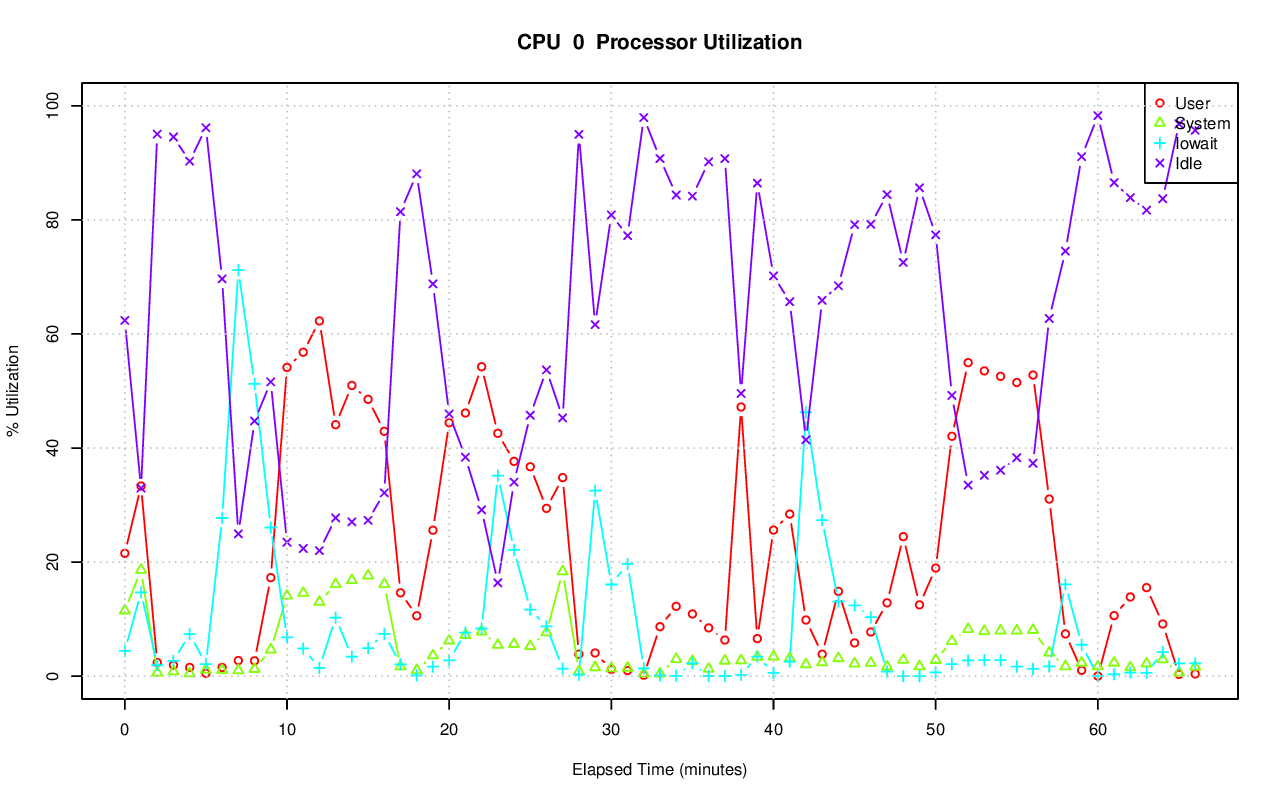 CPU 0 Processor Utilization
% Utilization
100
80
60
40
20
0
User
System
Iowait
Idle
0 10 20 30 40 50 60
Elapsed Time (minutes)